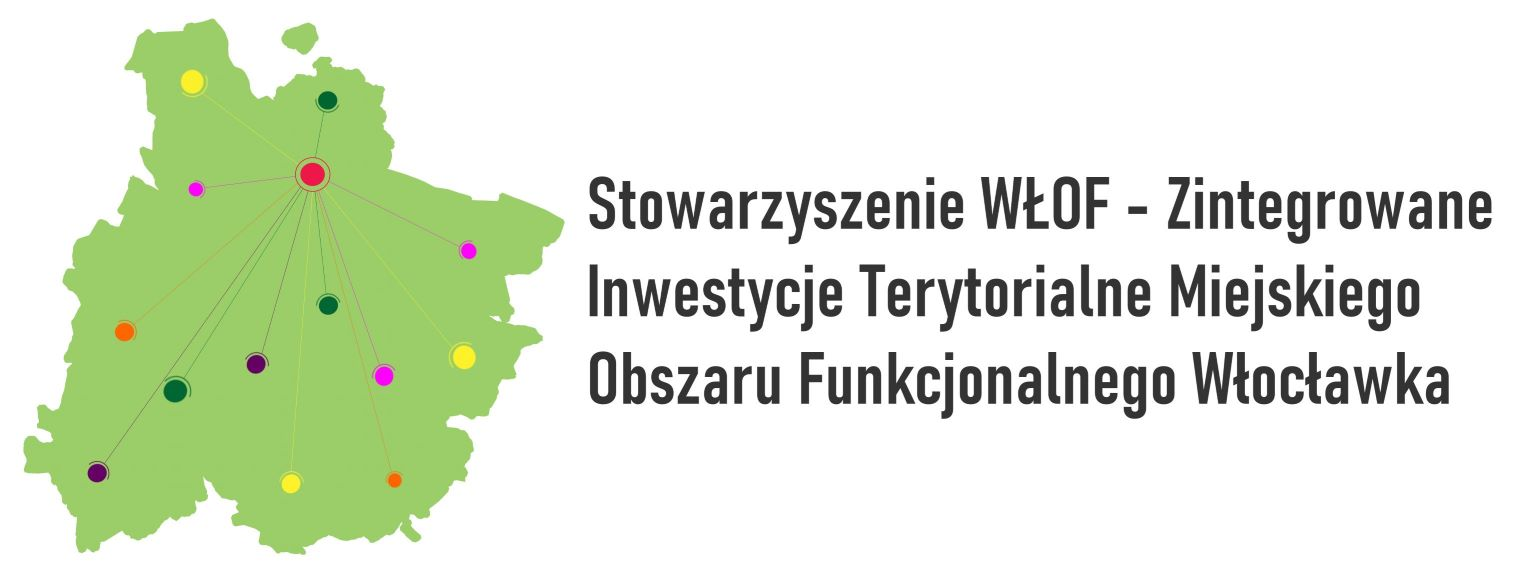 Stowarzyszenie WŁOF - Zintegrowane
Inwestycje Terytorialne Miejskiego
Obszaru Funkcjonalnego Włocławka